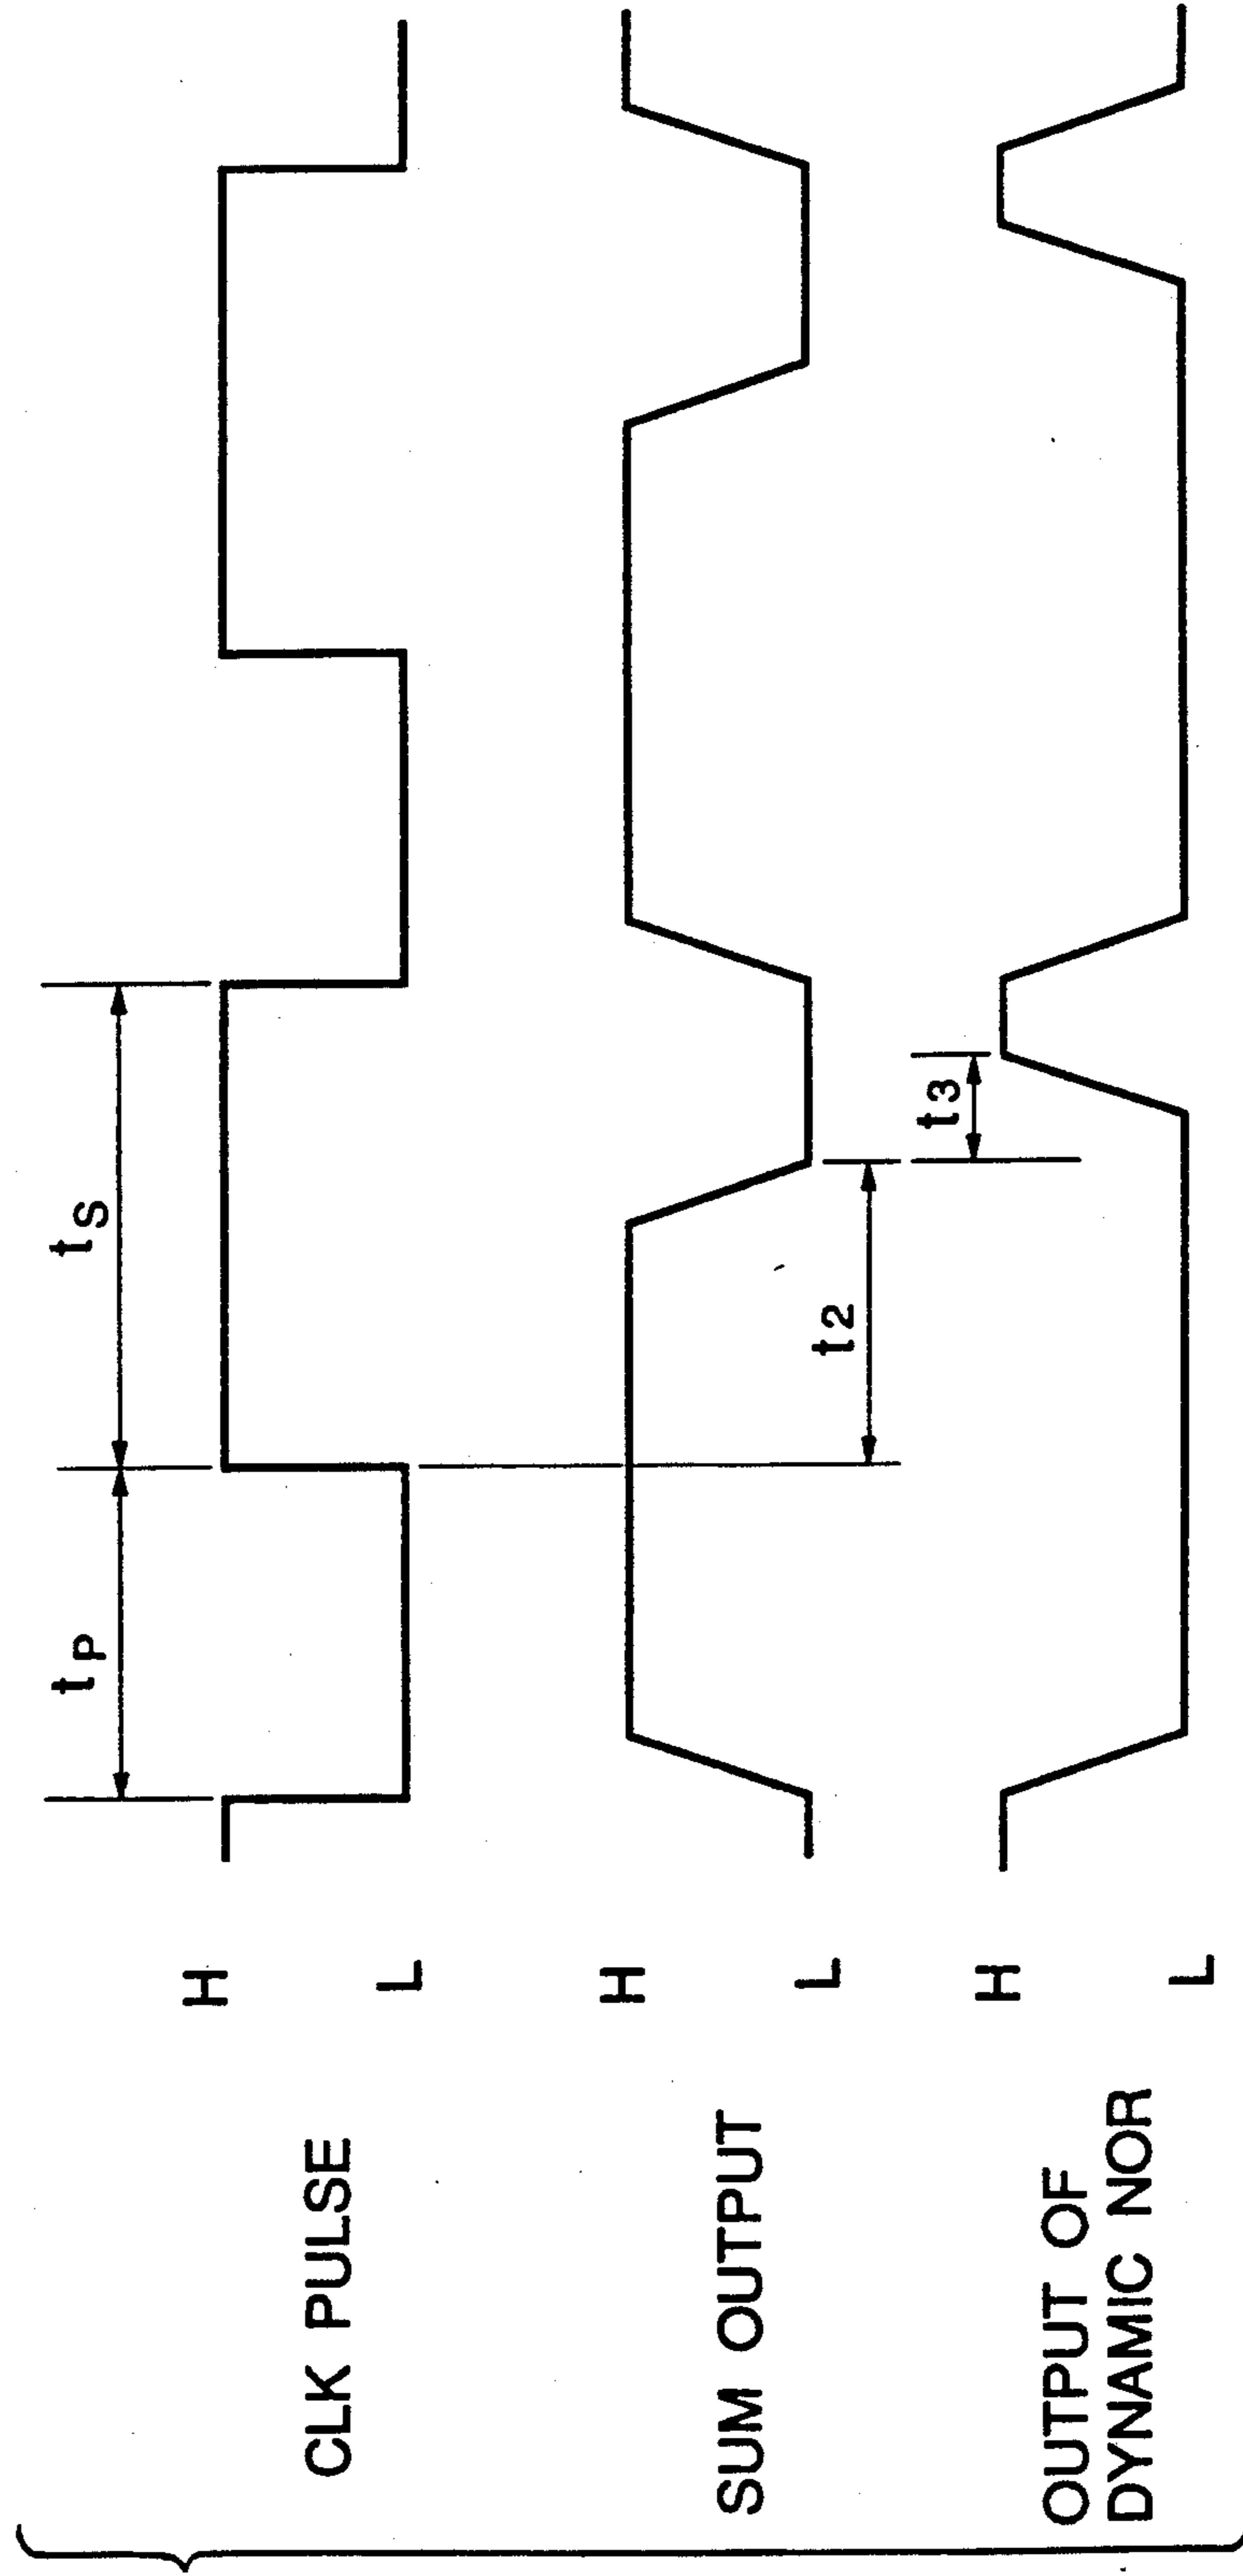 tP
tS
H
CLK PULSE
L
H
SUM OUTPUT
t2
L
t3
H
OUTPUT OF
DYNAMIC NOR
L